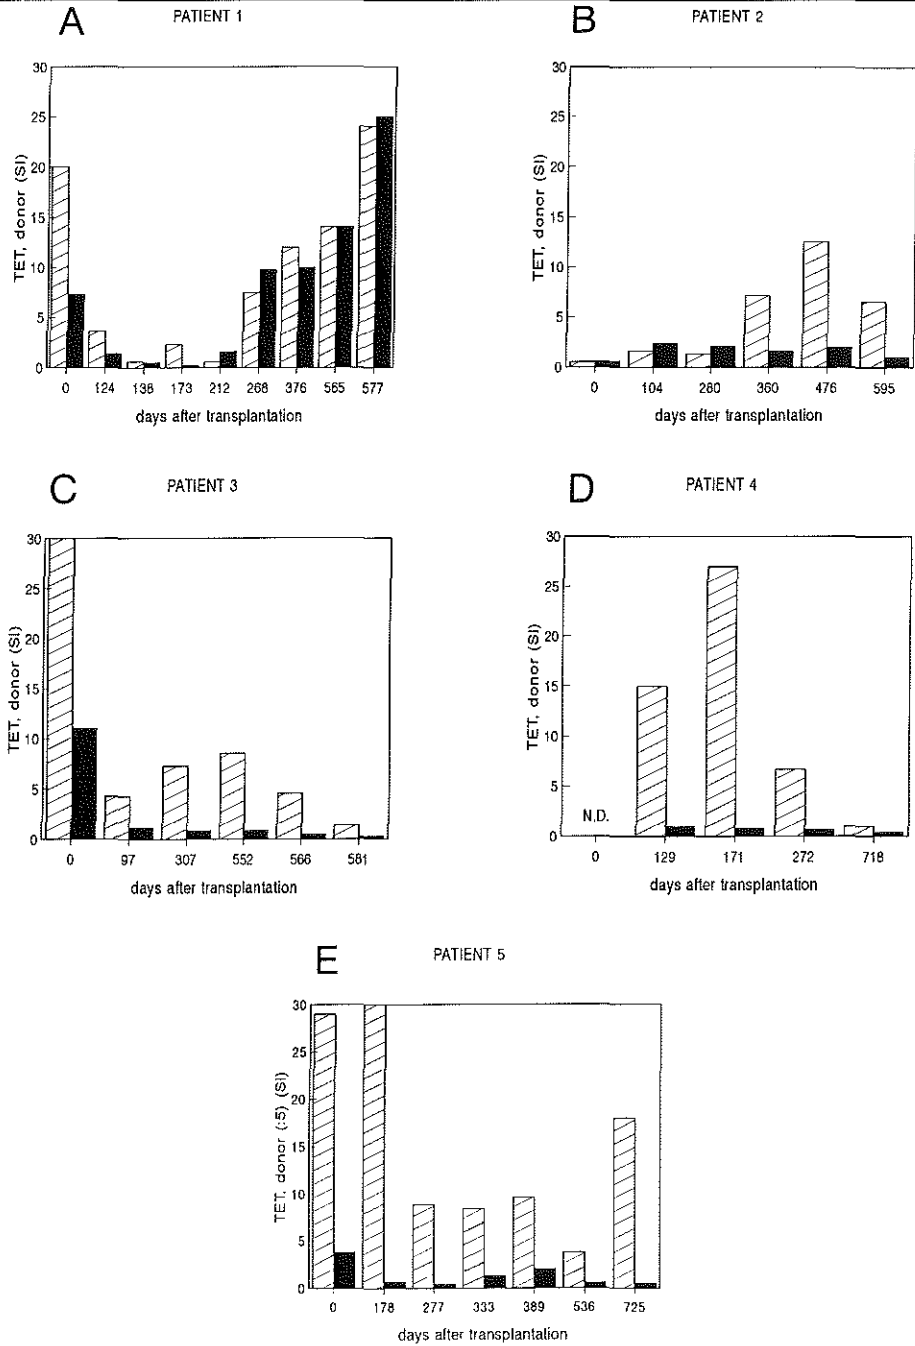 A PATIENT 1
30
25
20
15
10
5
0
TET, donor (SI)
0 124 136 173 212 268 376 565 577
days after transplantation
B PATIENT 2
30
25
20
15
10
5
0
TET, donor (SI)
0 104 280 360 476 595
days after transplantation
C PATIENT 3
30
25
20
15
10
5
0
TET, donor (SI)
0 97 307 552 566 581
days after transplantation
D PATIENT 4
30
25
20
15
10
5
0
TET, donor (SI)
N.D.
0 129 171 272 718
days after transplantation
E PATIENT 5
30
25
20
15
10
5
0
TET, donor (:5) (SI)
0 178 277 333 389 536 725
days after transplantation